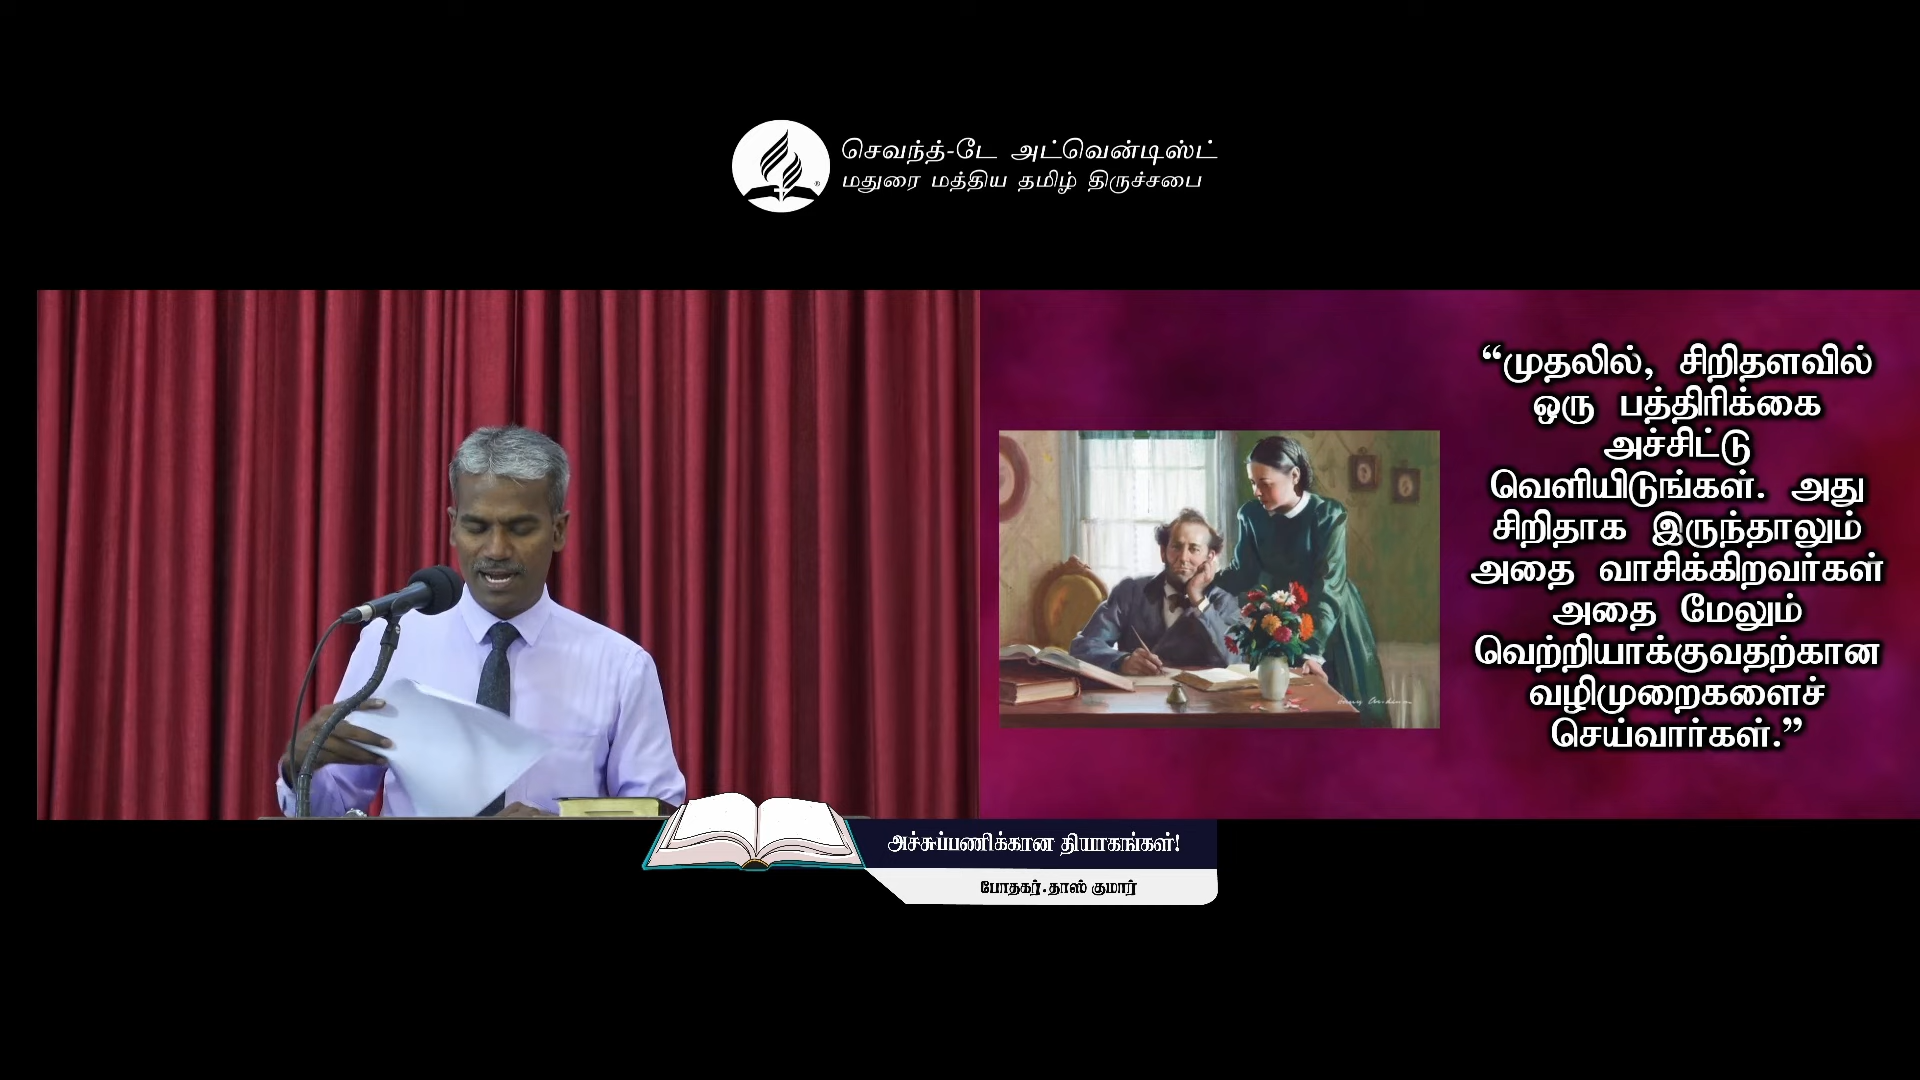 செவந்த்-டே அட்வென்டிஸ்ட்
மதுரை மத்திய தமிழ் திருச்சபை
“முதலில், சிறிதளவில்
ஒரு பத்திரிக்கை
அச்சிட்டு
வெளியிடுங்கள். அது
சிறிதாக இருந்தாலும்
அதை வாசிக்கிறவர்கள்
அதை மேலும்
வெற்றியாக்குவதற்கான
வழிமுறைகளைச்
செய்வார்கள்.”
அச்சுப்பணிக்கான தியாகங்கள்!
போதகர்.தாஸ் குமார்